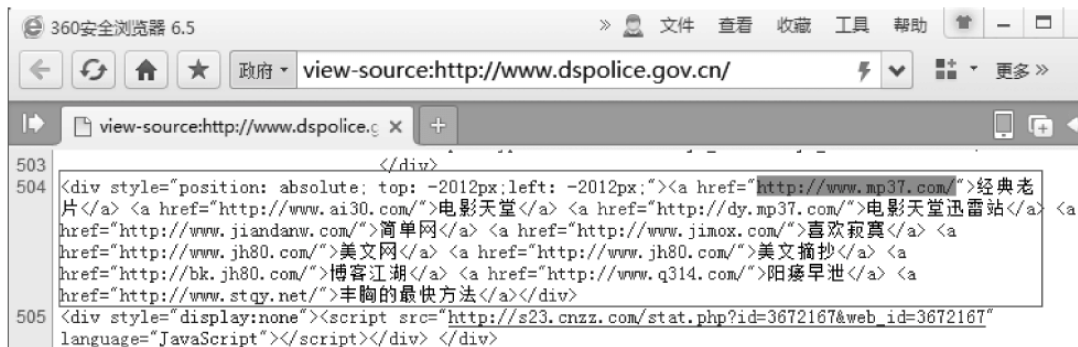 360安全浏览器 6.5 » 文件 查看 收藏 工具 帮助
政府 view-source:http://www.dspolice.gov.cn/ 更多 »
view-source:http://www.dspolice.g
503 </div>
504 <div style="position: absolute; top: -2012px;left: -2012px;"><a href="http://www.mp37.com/">经典老
片</a> <a href="http://www.ai30.com/">电影天堂</a> <a href="http://dy.mp37.com/">电影天堂迅雷站</a> <a
href="http://www.jiandanw.com/">简单网</a> <a href="http://www.jimox.com/">喜欢寂寞</a> <a
href="http://www.jh80.com/">美文网</a> <a href="http://www.jh80.com/">美文摘抄</a> <a
href="http://bk.jh80.com/">博客江湖</a> <a href="http://www.q314.com/">阳痿早泄</a> <a
href="http://www.stqy.net/">丰胸的最快方法</a></div>
505 <div style="display:none"><script src="http://s23.cnzz.com/stat.php?id=3672167&web_id=3672167"
language="JavaScript"></script></div> </div>